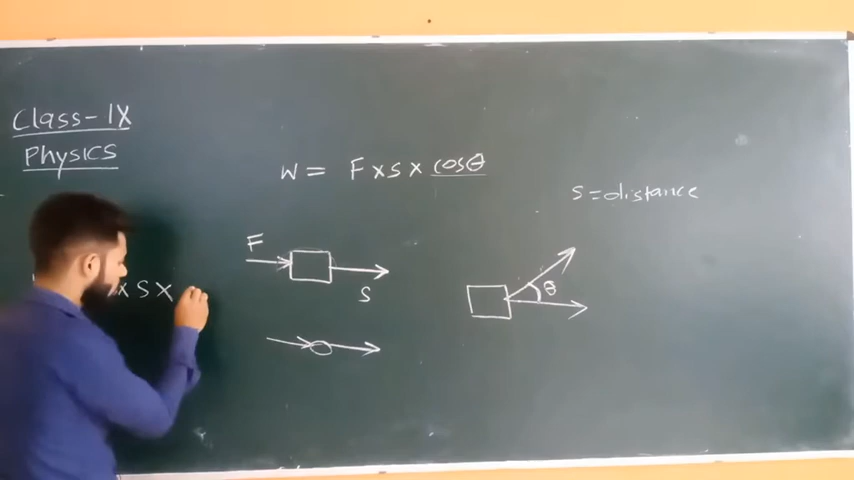 Class-IX
Physics
W = F×S× cosθ
S=distance
F
S
θ
× S ×